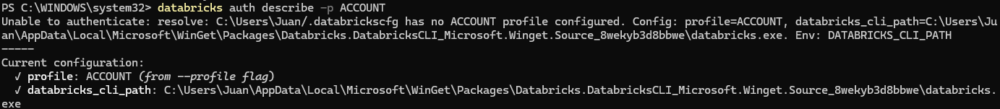 PS C:\WINDOWS\system32> databricks auth describe -p ACCOUNT
Unable to authenticate: resolve: C:\Users\Juan/.databrickscfg has no ACCOUNT profile configured. Config: profile=ACCOUNT, databricks_cli_path=C:\Users\Ju
an\AppData\Local\Microsoft\WinGet\Packages\Databricks.DatabricksCLI_Microsoft.Winget.Source_8wekyb3d8bbwe\databricks.exe. Env: DATABRICKS_CLI_PATH
-----
Current configuration:
  ✓ profile: ACCOUNT (from --profile flag)
  ✓ databricks_cli_path: C:\Users\Juan\AppData\Local\Microsoft\WinGet\Packages\Databricks.DatabricksCLI_Microsoft.Winget.Source_8wekyb3d8bbwe\databricks.
exe